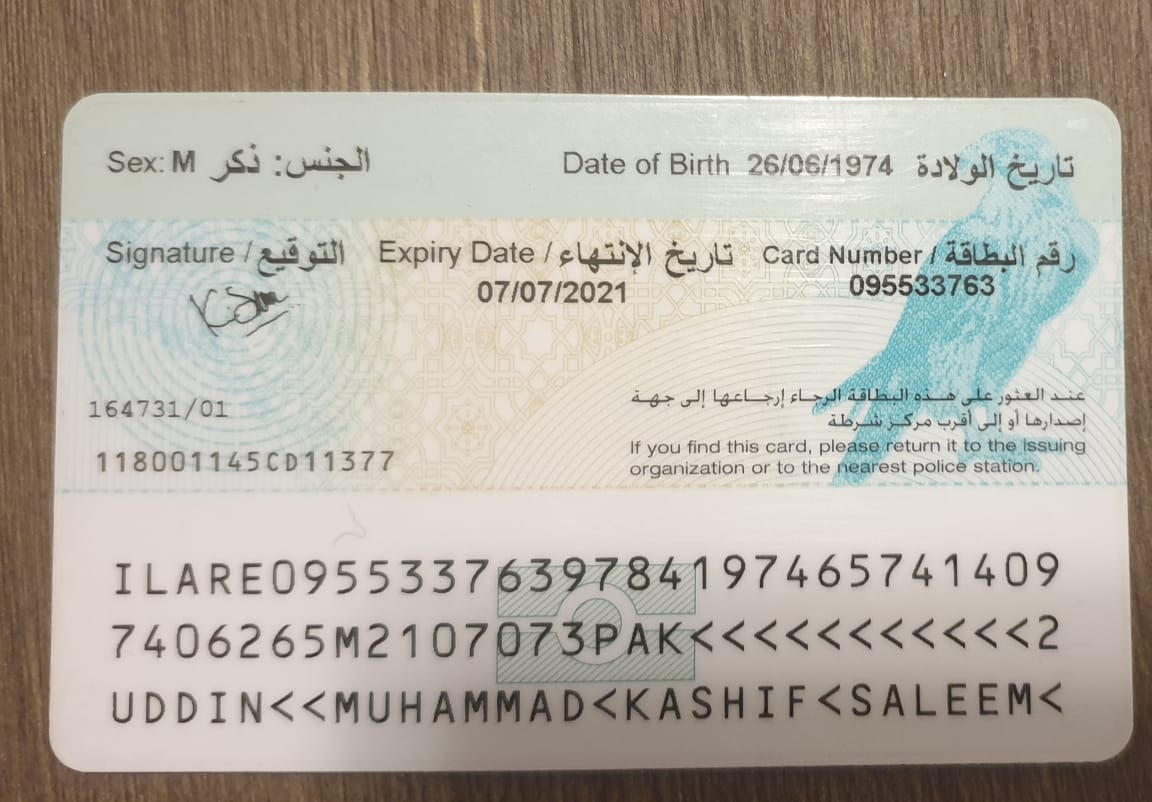 Sex: M الجنس: ذكر
Date of Birth 26/06/1974 تاريخ الولادة
Signature / التوقيع
Expiry Date / تاريخ الإنتهاء
07/07/2021
Card Number / رقم البطاقة
095533763
164731/01
118001145CD11377
عند العثور على هذه البطاقة الرجاء إرجاعها إلى جهة
إصدارها أو إلى أقرب مركز شرطة
If you find this card, please return it to the Issuing
organization or to the nearest police station.
ILARE0955337639784197465741409
7406265M2107073PAK<<<<<<<<<<<2
UDDIN<<MUHAMMAD<KASHIF<SALEEM<